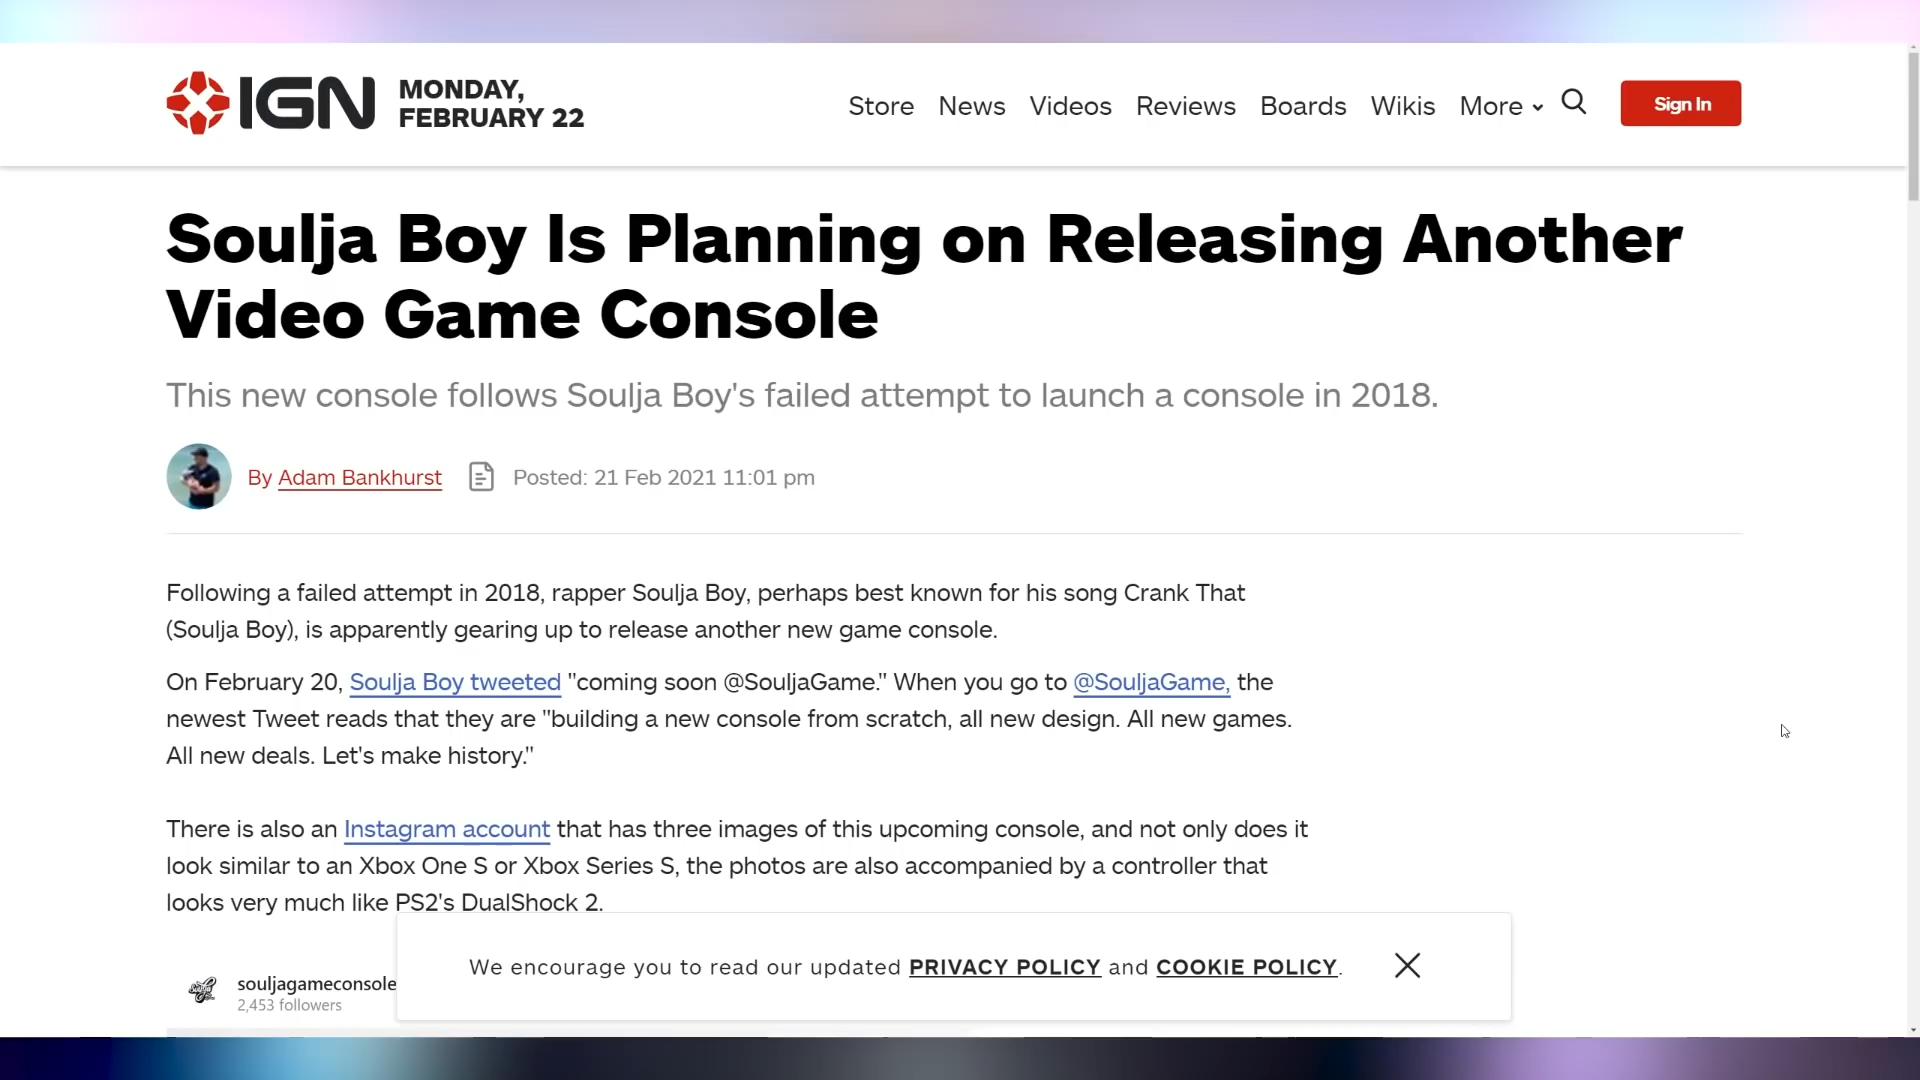 IGN
MONDAY,
FEBRUARY 22
Store News Videos Reviews Boards Wikis More
Sign In
Soulja Boy Is Planning on Releasing Another
Video Game Console
This new console follows Soulja Boy's failed attempt to launch a console in 2018.
By Adam Bankhurst Posted: 21 Feb 2021 11:01 pm
Following a failed attempt in 2018, rapper Soulja Boy, perhaps best known for his song Crank That
(Soulja Boy), is apparently gearing up to release another new game console.
On February 20, Soulja Boy tweeted "coming soon @SouljaGame." When you go to @SouljaGame, the
newest Tweet reads that they are "building a new console from scratch, all new design. All new games.
All new deals. Let's make history."
There is also an Instagram account that has three images of this upcoming console, and not only does it
look similar to an Xbox One S or Xbox Series S, the photos are also accompanied by a controller that
looks very much like PS2's DualShock 2.
We encourage you to read our updated PRIVACY POLICY and COOKIE POLICY.
souljagameconsole
2,453 followers